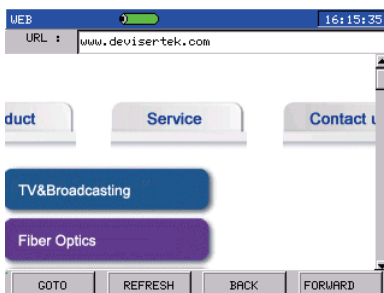 WEB 16:15:35
URL : www.devisertek.com
duct Service Contact u
TV&Broadcasting
Fiber Optics
GOTO REFRESH BACK FORWARD